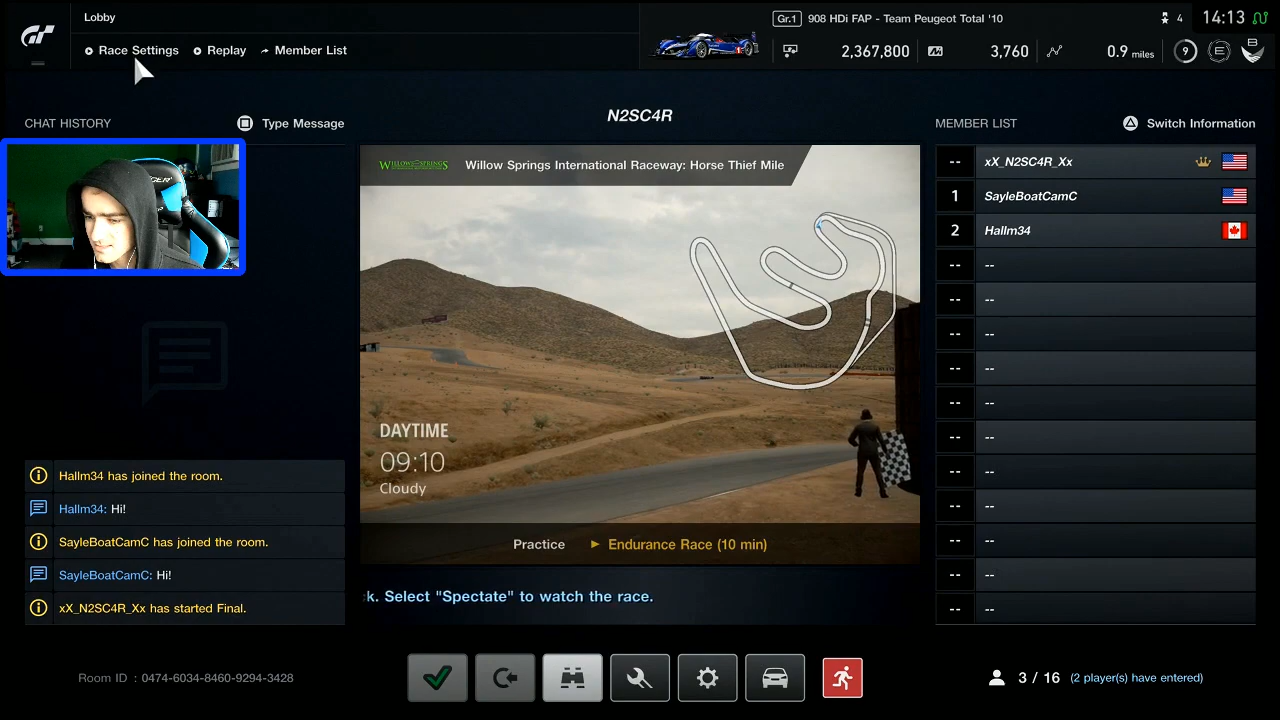 Lobby
Race Settings Replay Member List
Gr.1 908 HDi FAP - Team Peugeot Total '10
4 14:13
2,367,800 3,760 0.9 miles 9 E B
CHAT HISTORY Type Message
N2SC4R
MEMBER LIST Switch Information
WILLOW SPRINGS
Willow Springs International Raceway: Horse Thief Mile
-- xX_N2SC4R_Xx
1 SayleBoatCamC
2 Hallm34
-- --
-- --
-- --
-- --
-- --
-- --
-- --
-- --
-- --
-- --
-- --
DAYTIME
09:10
Cloudy
Practice Endurance Race (10 min)
k. Select "Spectate" to watch the race.
Hallm34 has joined the room.
Hallm34: Hi!
SayleBoatCamC has joined the room.
SayleBoatCamC: Hi!
xX_N2SC4R_Xx has started Final.
Room ID : 0474-6034-8460-9294-3428
3 / 16 (2 player(s) have entered)